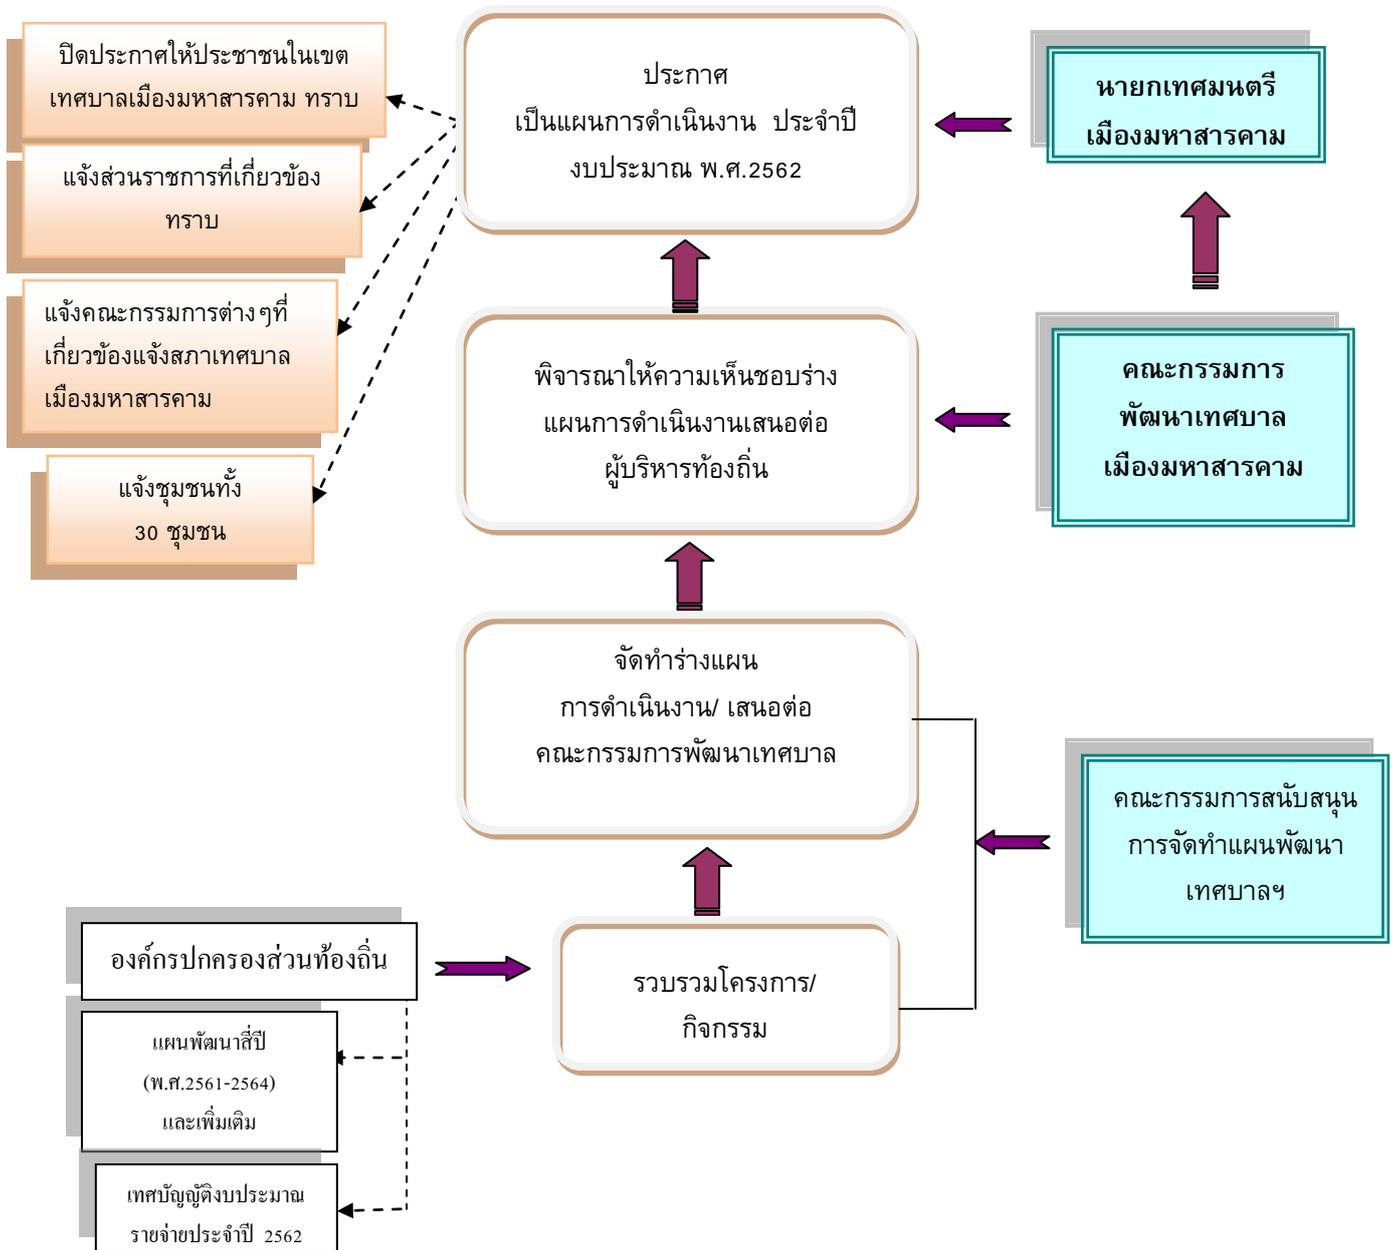 ปิดประกาศให้ประชาชนในเขต
เทศบาลเมืองมหาสารคาม ทราบ
แจ้งส่วนราชการที่เกี่ยวข้อง
ทราบ
แจ้งคณะกรรมการต่างๆที่
เกี่ยวข้องแจ้งสภาเทศบาล
เมืองมหาสารคาม
แจ้งชุมชนทั้ง
30 ชุมชน
ประกาศ
เป็นแผนการดำเนินงาน ประจำปี
งบประมาณ พ.ศ.2562
นายกเทศมนตรี
เมืองมหาสารคาม
พิจารณาให้ความเห็นชอบร่าง
แผนการดำเนินงานเสนอต่อ
ผู้บริหารท้องถิ่น
คณะกรรมการ
พัฒนาเทศบาล
เมืองมหาสารคาม
จัดทำร่างแผน
การดำเนินงาน/ เสนอต่อ
คณะกรรมการพัฒนาเทศบาล
คณะกรรมการสนับสนุน
การจัดทำแผนพัฒนา
เทศบาลฯ
องค์กรปกครองส่วนท้องถิ่น
รวบรวมโครงการ/
กิจกรรม
แผนพัฒนาสี่ปี
(พ.ศ.2561-2564)
และเพิ่มเติม
เทศบัญญัติงบประมาณ
รายจ่ายประจำปี 2562